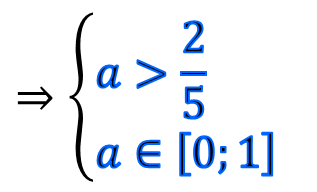 ⇒ { a > 2/5
a ∈ [0; 1]